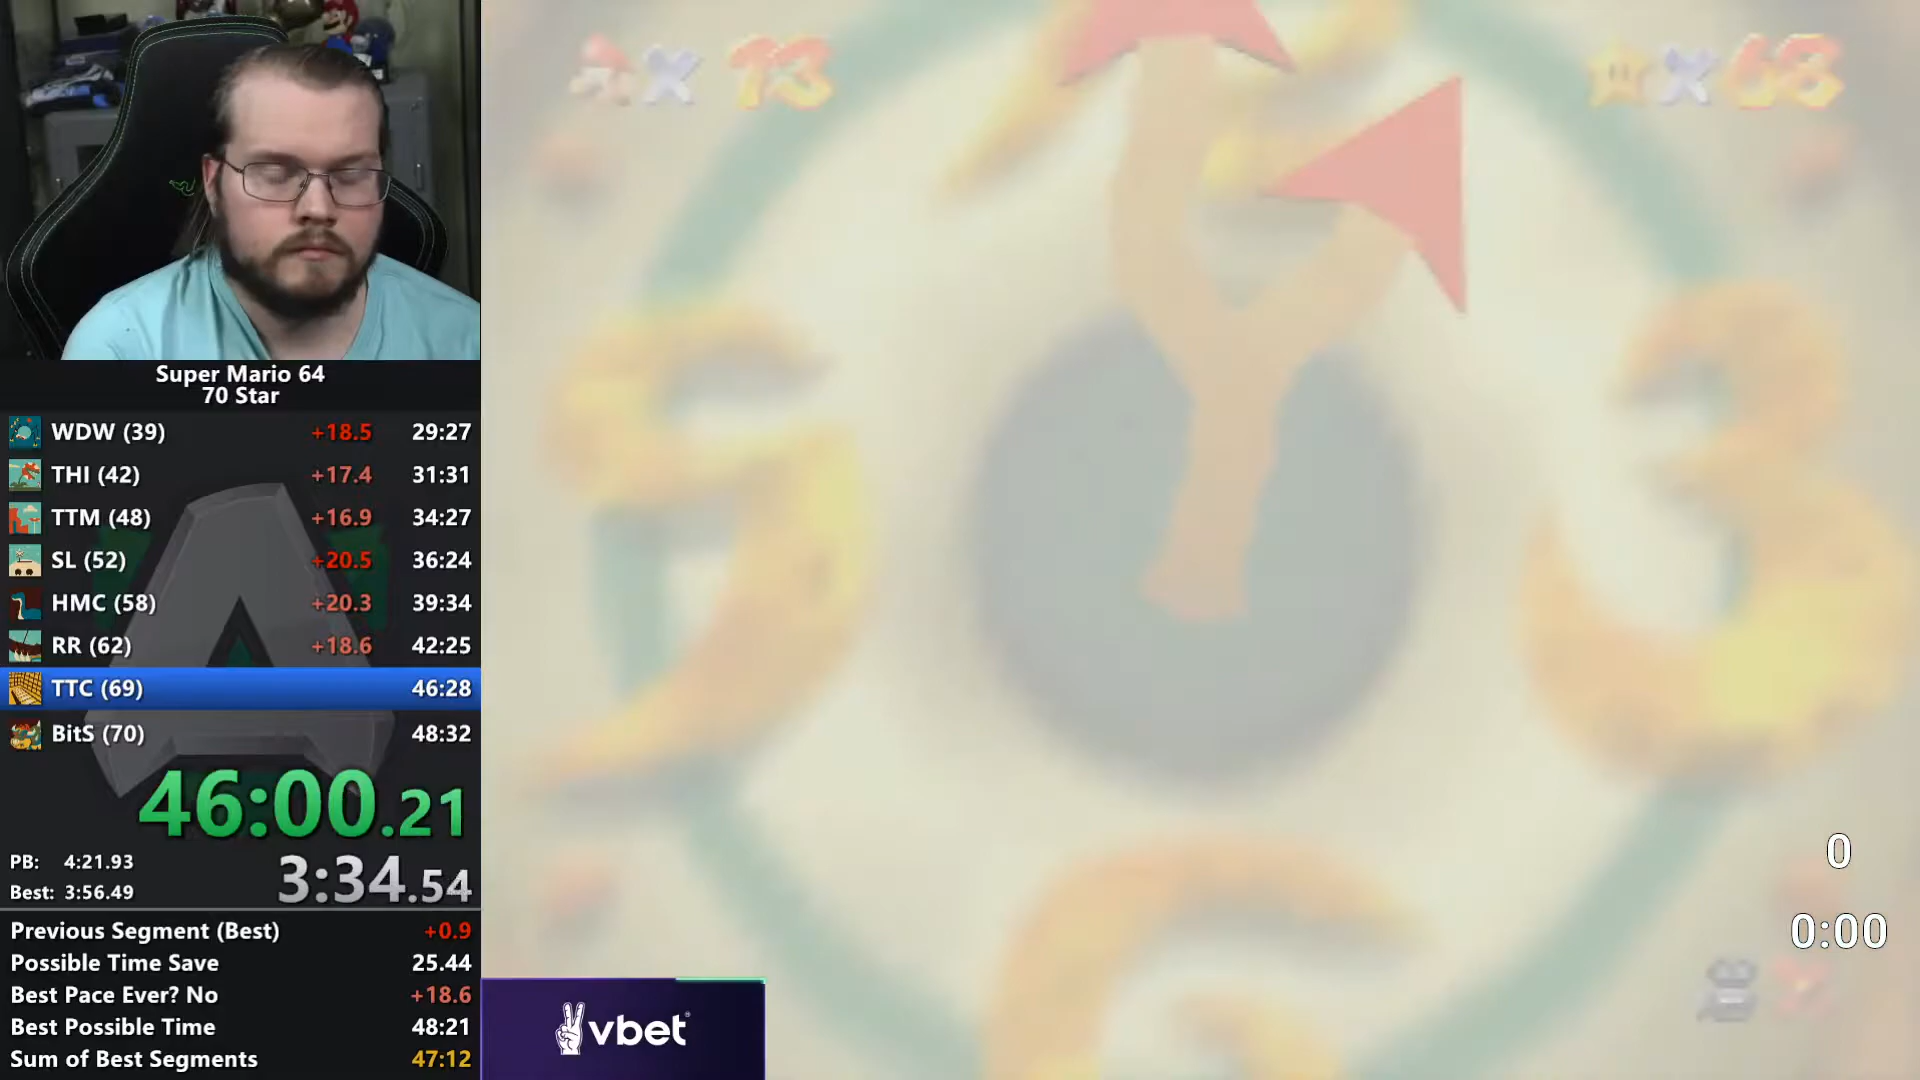 Super Mario 64
70 Star
WDW (39) +18.5 29:27
THI (42) +17.4 31:31
TTM (48) +16.9 34:27
SL (52) +20.5 36:24
HMC (58) +20.3 39:34
RR (62) +18.6 42:25
TTC (69) 46:28
BitS (70) 48:32
46:00.21
PB: 4:21.93
Best: 3:56.49
3:34.54
Previous Segment (Best) +0.9
Possible Time Save 25.44
Best Pace Ever? No +18.6
Best Possible Time 48:21
Sum of Best Segments 47:12
x 13
x 68
3
0
0:00
vbet